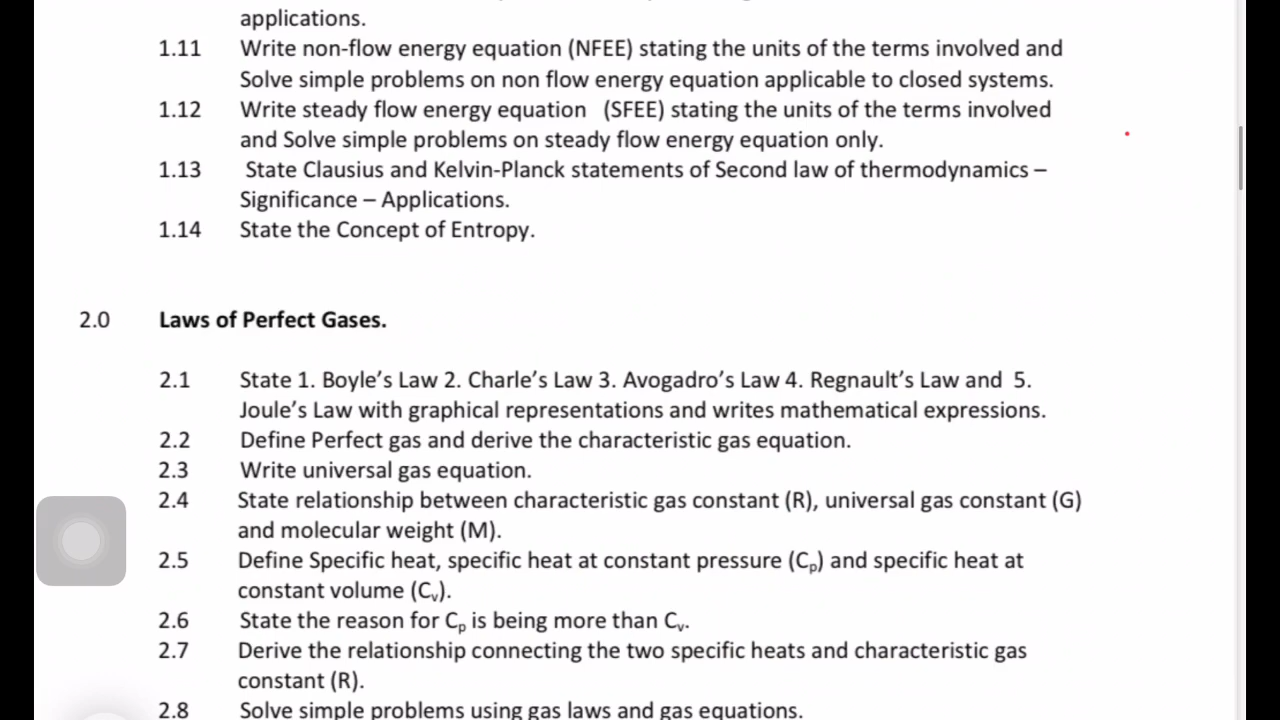 applications.
1.11 Write non-flow energy equation (NFEE) stating the units of the terms involved and
Solve simple problems on non flow energy equation applicable to closed systems.
1.12 Write steady flow energy equation (SFEE) stating the units of the terms involved
and Solve simple problems on steady flow energy equation only.
1.13 State Clausius and Kelvin-Planck statements of Second law of thermodynamics –
Significance – Applications.
1.14 State the Concept of Entropy.
2.0 Laws of Perfect Gases.
2.1 State 1. Boyle’s Law 2. Charle’s Law 3. Avogadro’s Law 4. Regnault’s Law and 5.
Joule’s Law with graphical representations and writes mathematical expressions.
2.2 Define Perfect gas and derive the characteristic gas equation.
2.3 Write universal gas equation.
2.4 State relationship between characteristic gas constant (R), universal gas constant (G)
and molecular weight (M).
2.5 Define Specific heat, specific heat at constant pressure (Cp) and specific heat at
constant volume (Cv).
2.6 State the reason for Cp is being more than Cv.
2.7 Derive the relationship connecting the two specific heats and characteristic gas
constant (R).
2.8 Solve simple problems using gas laws and gas equations.